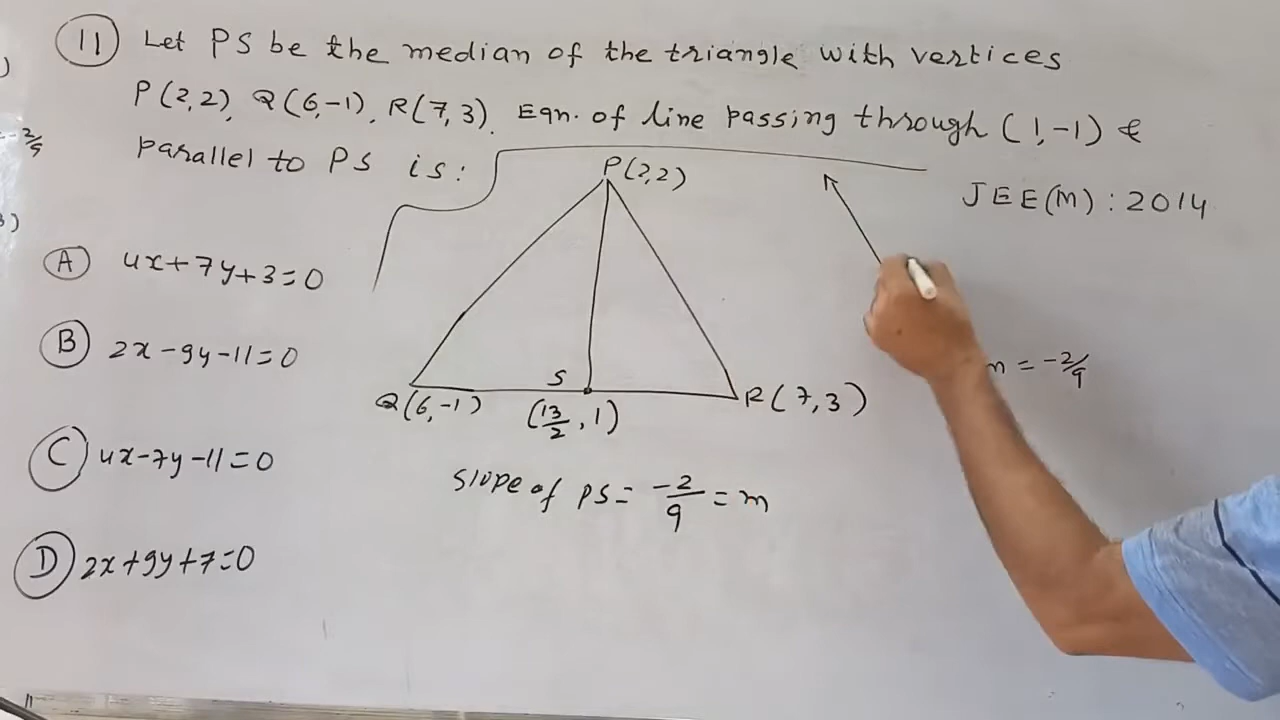 11 Let PS be the median of the triangle with vertices
P(2,2), Q(6,-1), R(7,3). Eqn. of line passing through (1,-1) &
parallel to PS is:
JEE(M) : 2014
P(2,2)
A 4x+7y+3=0
B 2x-9y-11=0
C 4x-7y-11=0
D 2x+9y+7=0
S
Q(6,-1) (13/2, 1) R(7,3)
m = -2/9
Slope of PS = -2/9 = m
-2/9